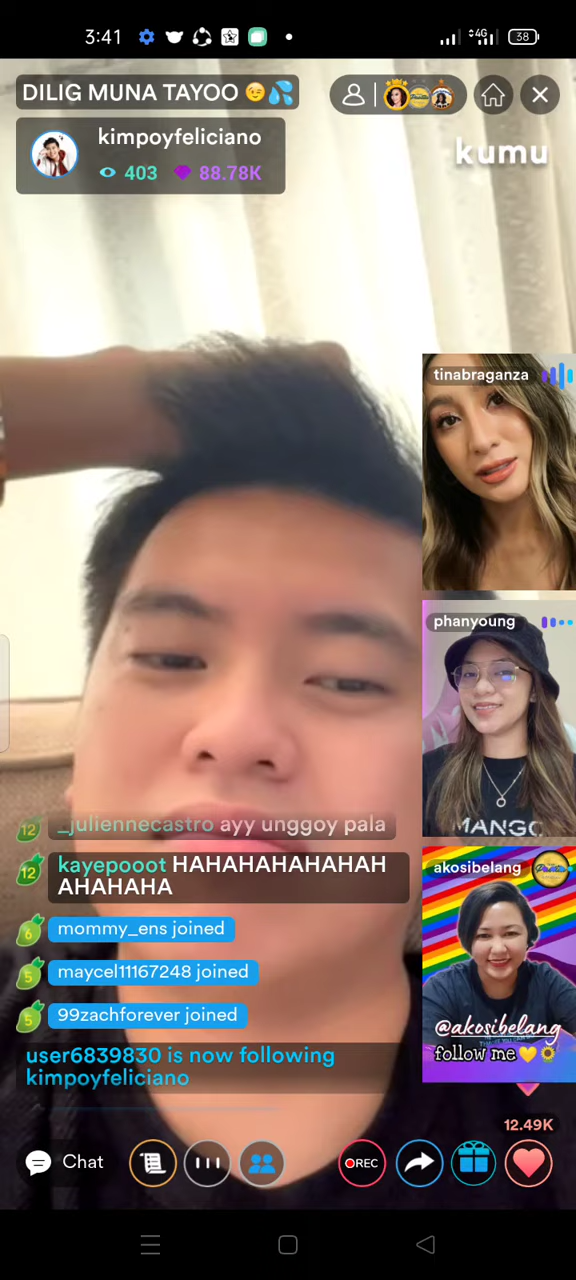 3:41
4G
38
DILIG MUNA TAYOO 😉💦
kimpoyfeliciano
403 88.78K
kumu
tinabraganza
phanyoung
MANGO
akosibelang
@akosibelang
follow me 💛🌻
12 _juliennecastro ayy unggoy pala
12 kayepooot HAHAHAHAHAHAH
AHAHAHA
6 mommy_ens joined
5 maycel11167248 joined
5 99zachforever joined
user6839830 is now following
kimpoyfeliciano
12.49K
Chat
REC